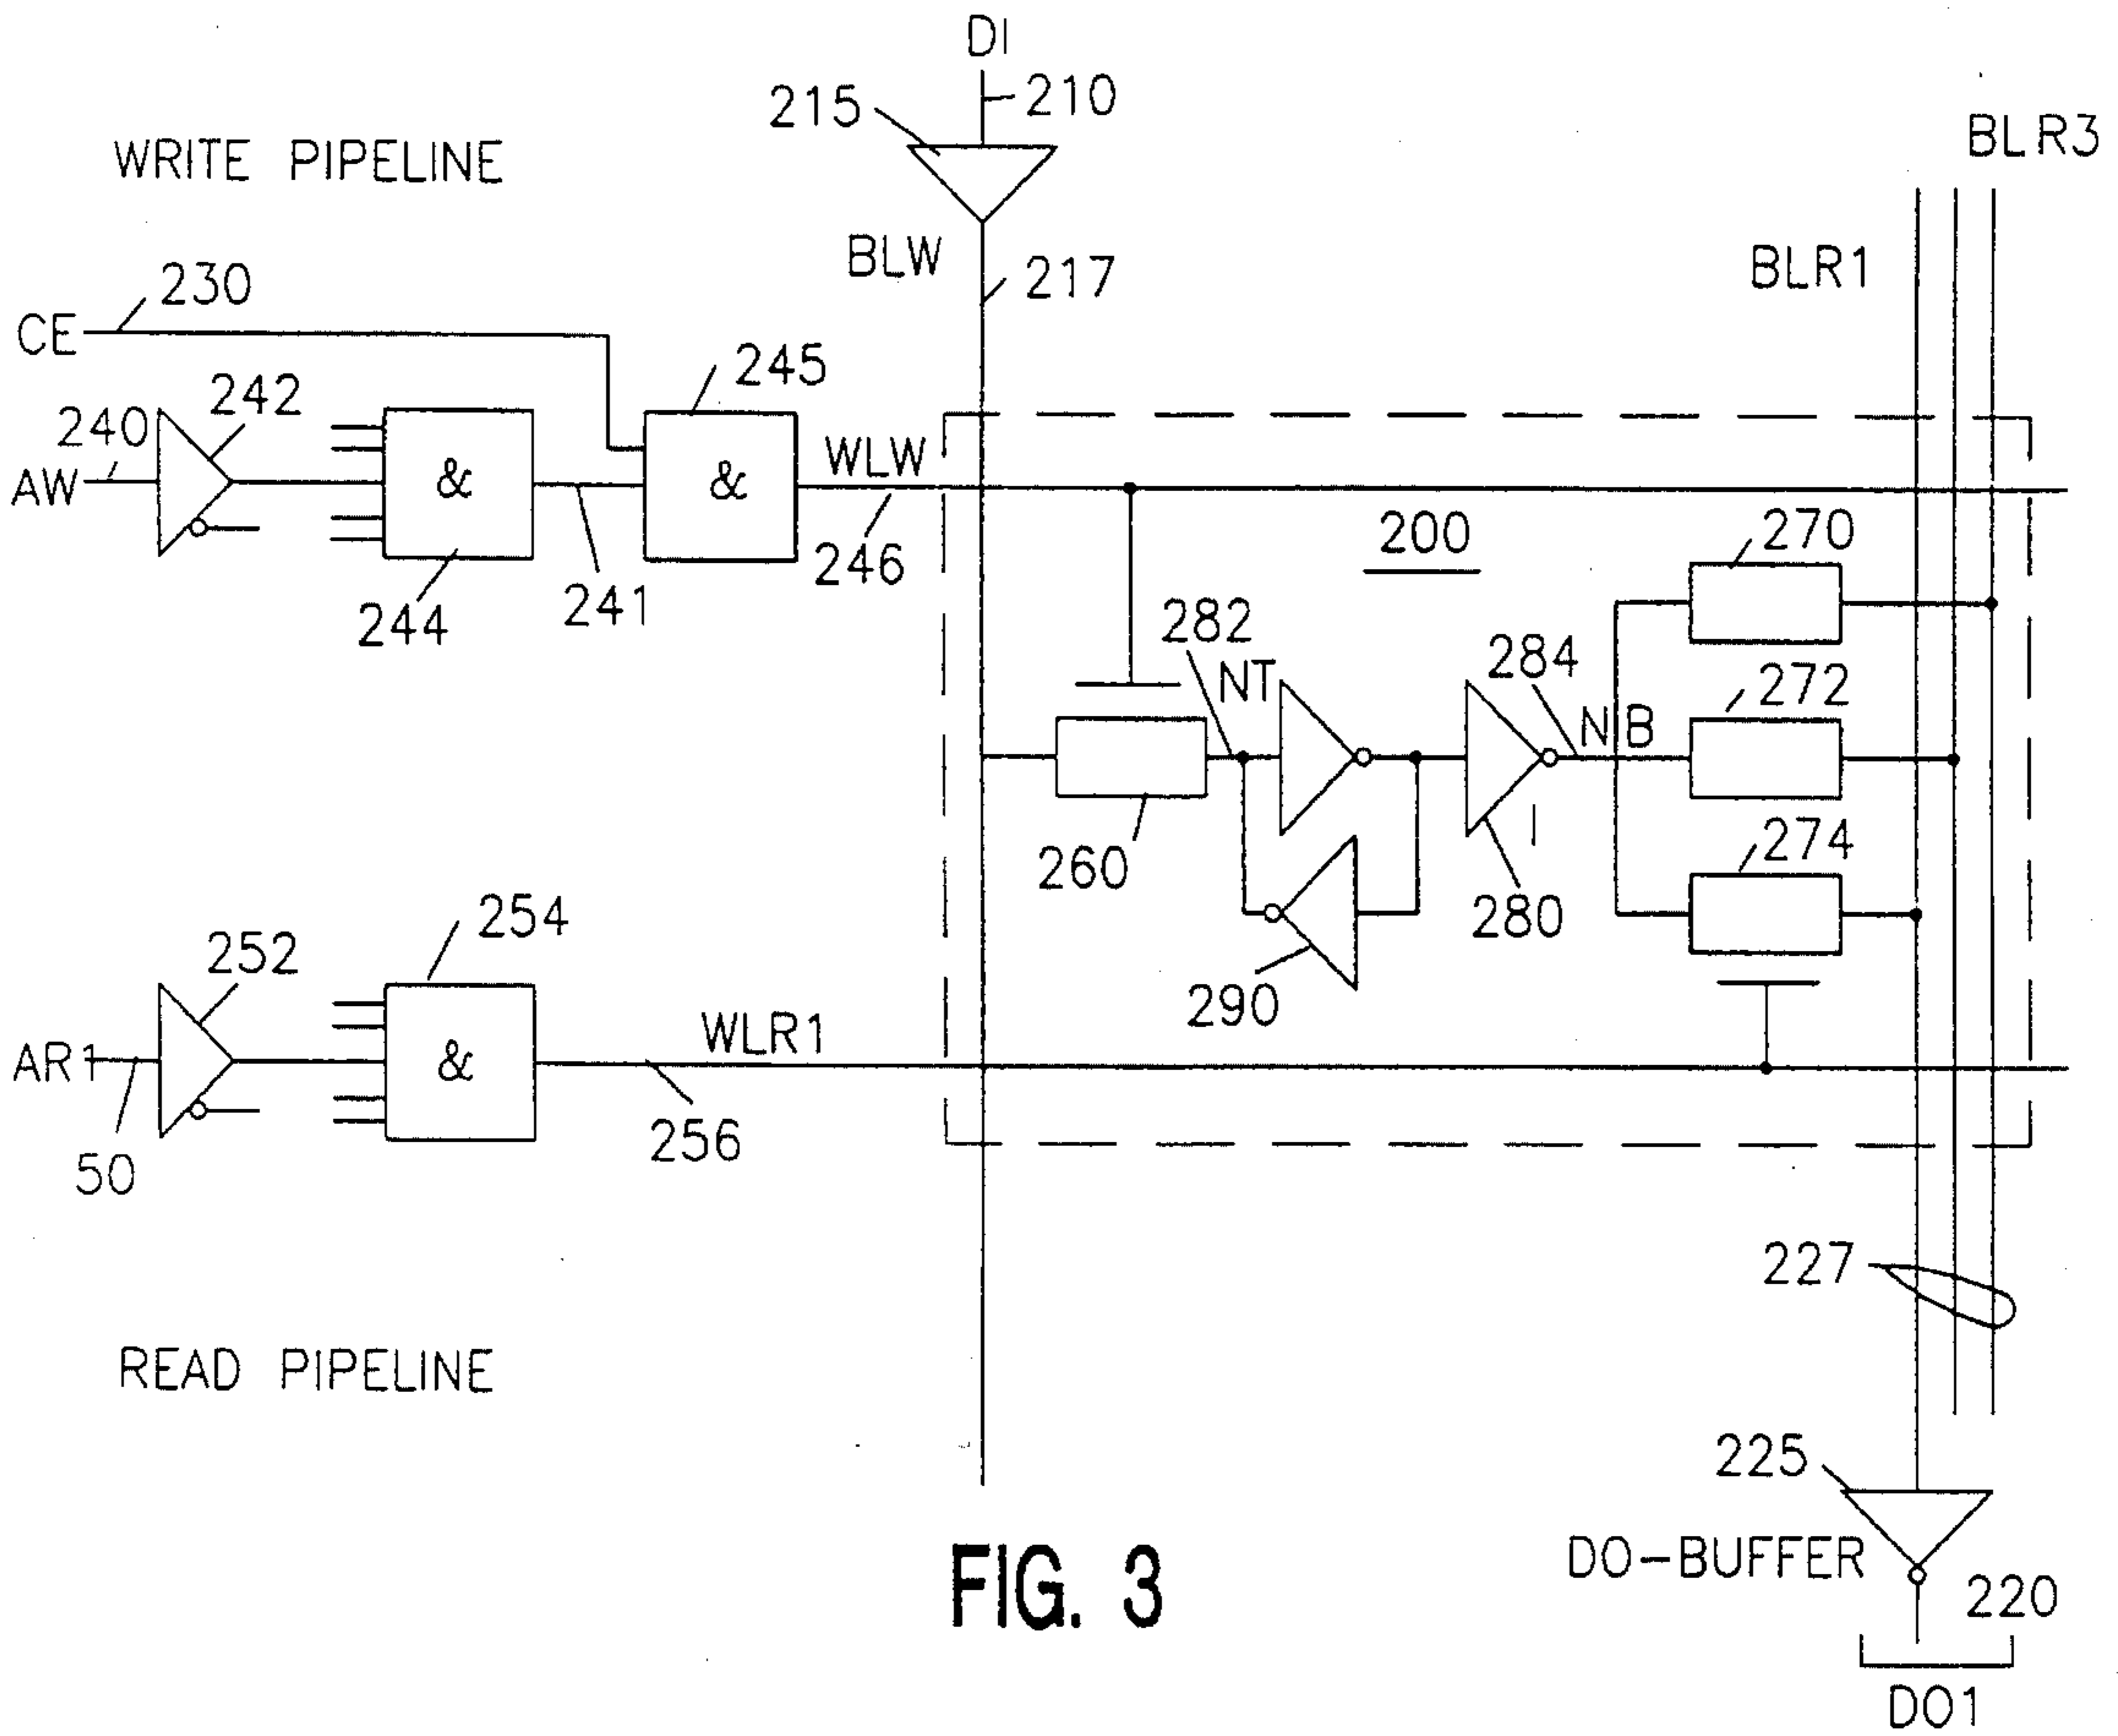 DI
210
215
BLR3
WRITE PIPELINE
BLW
217
BLR1
230
CE
245
242
240
AW
&
&
WLW
246
244
241
200
270
282
NT
284
NB
272
260
280
274
290
254
252
AR1
&
WLR1
50
256
227
READ PIPELINE
225
DO-BUFFER
220
FIG. 3
DO1